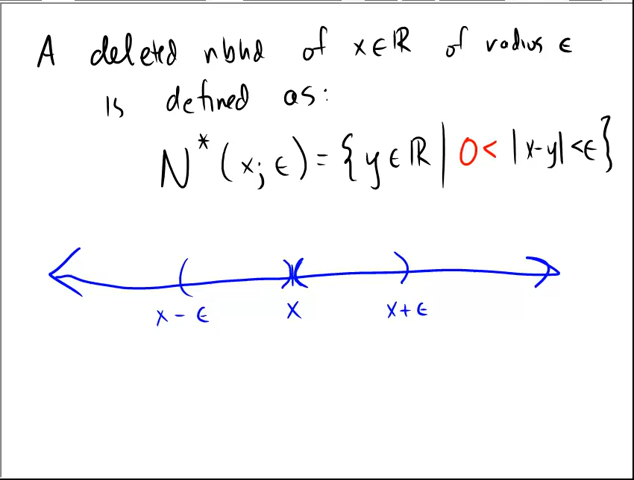 A deleted nbhd of x∈ℝ of radius ϵ
is defined as:
N*(x; ϵ) = {y∈ℝ | 0< |x-y|<ϵ}
x-ϵ x x+ϵ